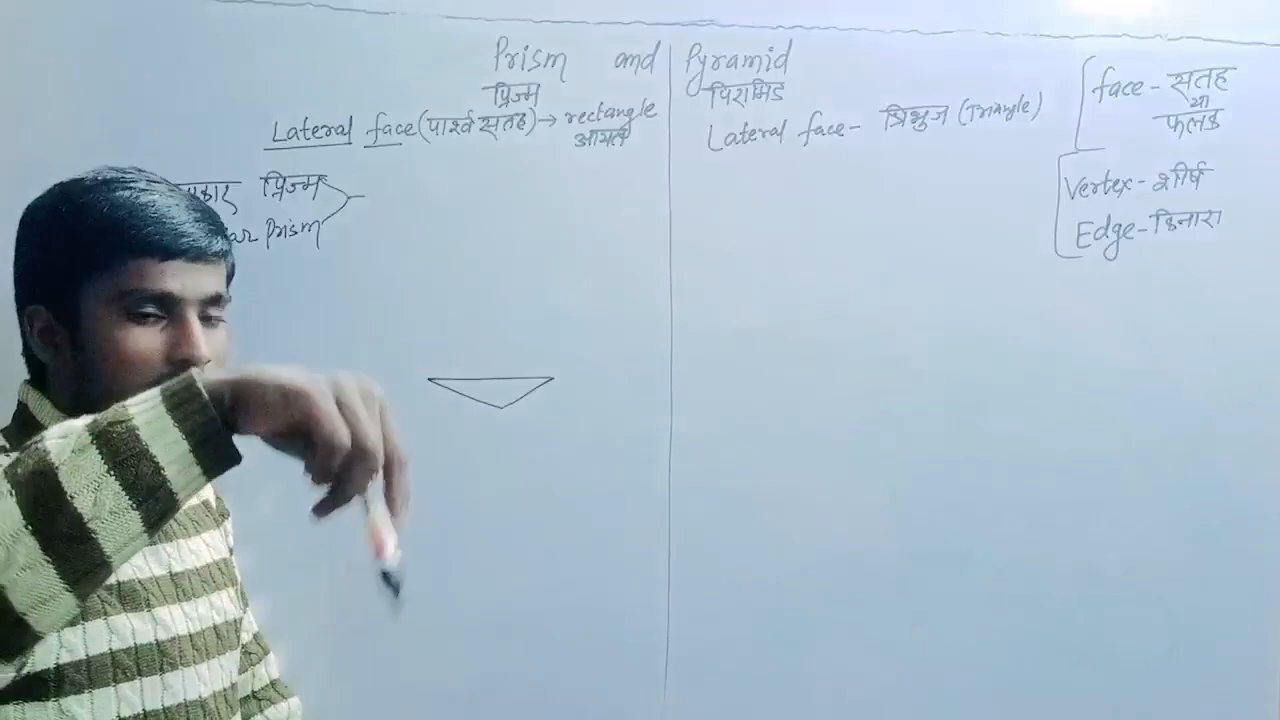 Prism and Pyramid
प्रिज्म पिरामिड
Lateral face (पार्श्व सतह) → rectangle
आयत
Lateral face - त्रिभुज (Triangle)
प्रिज्म
Prism
face - सतह
या
फलक
Vertex - शीर्ष
Edge - किनारा